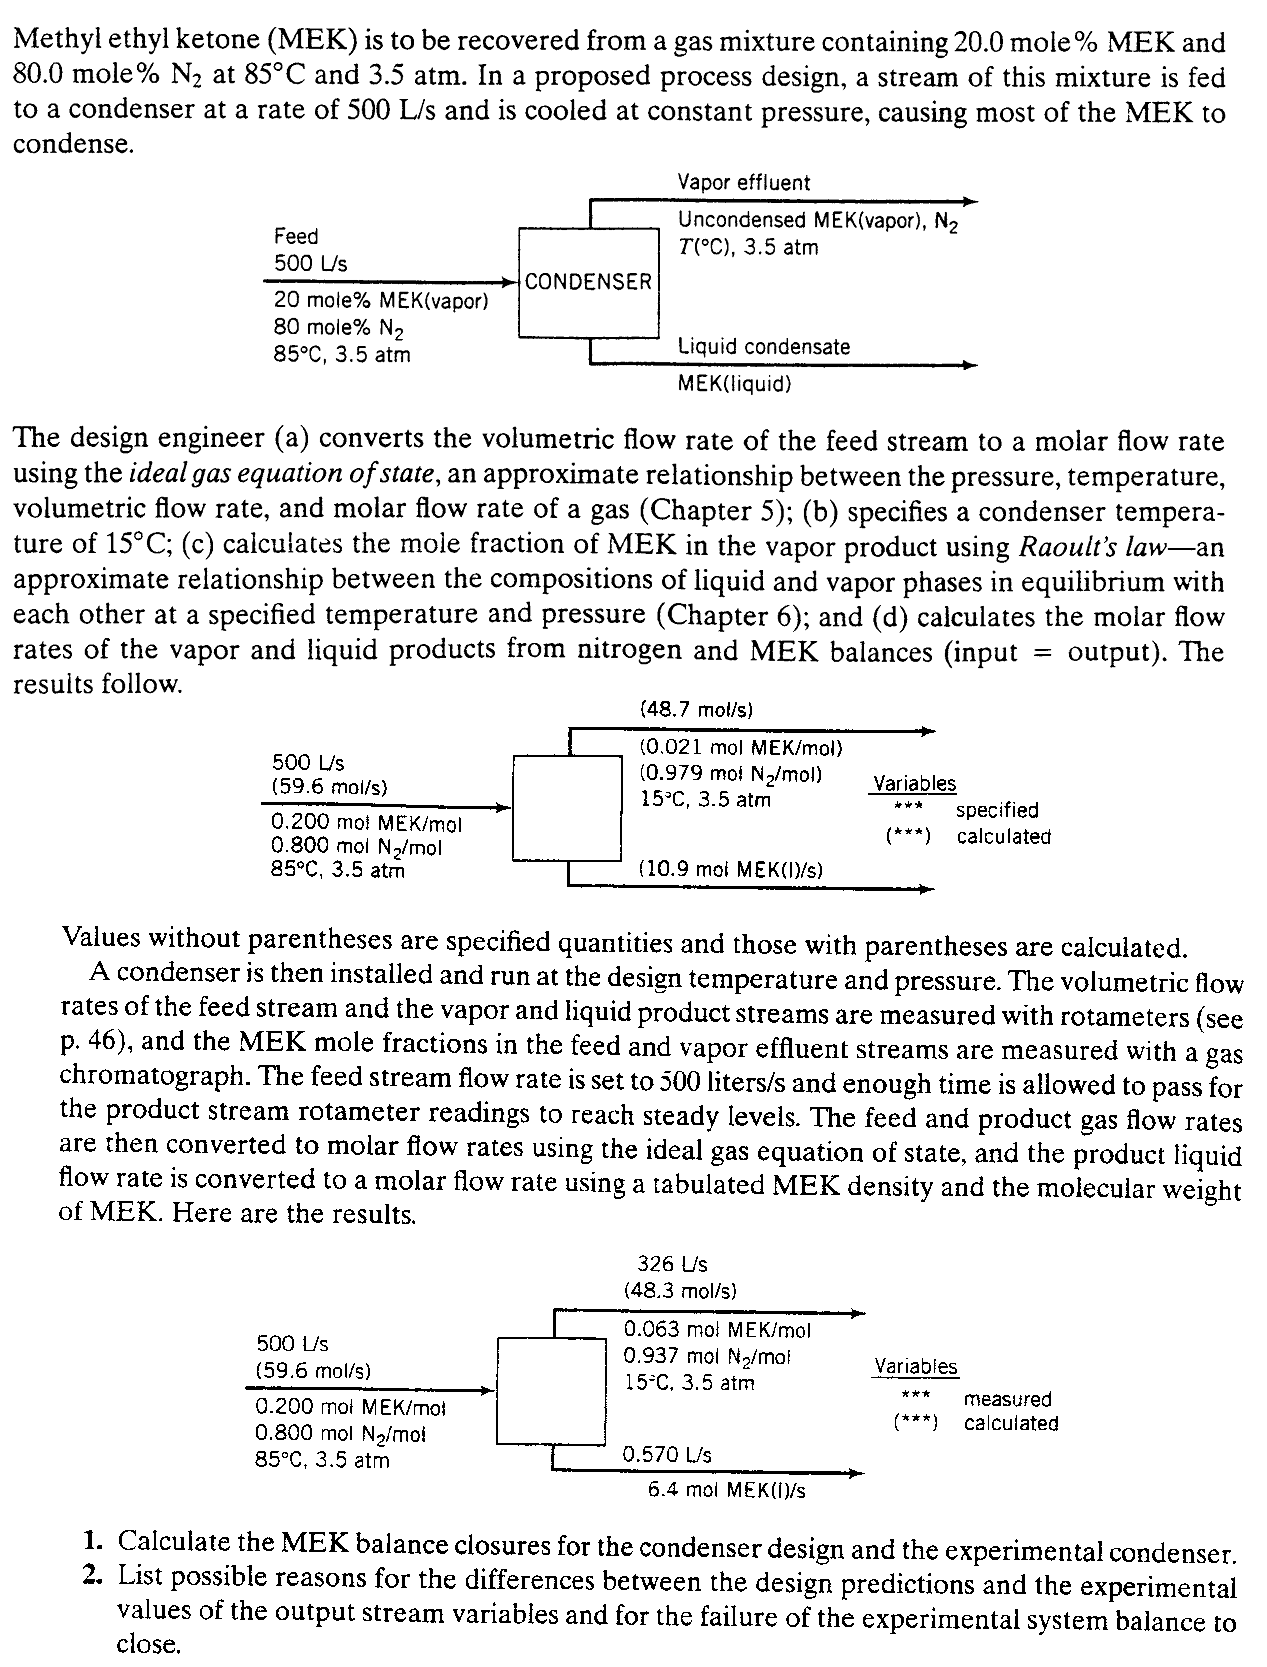 Methyl ethyl ketone (MEK) is to be recovered from a gas mixture containing 20.0 mole% MEK and
80.0 mole% N₂ at 85°C and 3.5 atm. In a proposed process design, a stream of this mixture is fed
to a condenser at a rate of 500 L/s and is cooled at constant pressure, causing most of the MEK to
condense.
Vapor effluent
Uncondensed MEK(vapor), N₂
T(°C), 3.5 atm
Feed
500 L/s
CONDENSER
20 mole% MEK(vapor)
80 mole% N₂
85°C, 3.5 atm
Liquid condensate
MEK(liquid)
The design engineer (a) converts the volumetric flow rate of the feed stream to a molar flow rate
using the ideal gas equation of state, an approximate relationship between the pressure, temperature,
volumetric flow rate, and molar flow rate of a gas (Chapter 5); (b) specifies a condenser tempera-
ture of 15°C; (c) calculates the mole fraction of MEK in the vapor product using Raoult's law—an
approximate relationship between the compositions of liquid and vapor phases in equilibrium with
each other at a specified temperature and pressure (Chapter 6); and (d) calculates the molar flow
rates of the vapor and liquid products from nitrogen and MEK balances (input = output). The
results follow.
(48.7 mol/s)
(0.021 mol MEK/mol)
(0.979 mol N₂/mol)
15°C, 3.5 atm
500 L/s
(59.6 mol/s)
0.200 mol MEK/mol
0.800 mol N₂/mol
85°C, 3.5 atm
(10.9 mol MEK(l)/s)
Variables
*** specified
(***) calculated
Values without parentheses are specified quantities and those with parentheses are calculated.
A condenser is then installed and run at the design temperature and pressure. The volumetric flow
rates of the feed stream and the vapor and liquid product streams are measured with rotameters (see
p. 46), and the MEK mole fractions in the feed and vapor effluent streams are measured with a gas
chromatograph. The feed stream flow rate is set to 500 liters/s and enough time is allowed to pass for
the product stream rotameter readings to reach steady levels. The feed and product gas flow rates
are then converted to molar flow rates using the ideal gas equation of state, and the product liquid
flow rate is converted to a molar flow rate using a tabulated MEK density and the molecular weight
of MEK. Here are the results.
326 L/s
(48.3 mol/s)
0.063 mol MEK/mol
0.937 mol N₂/mol
15°C, 3.5 atm
500 L/s
(59.6 mol/s)
0.200 mol MEK/mol
0.800 mol N₂/mol
85°C, 3.5 atm
0.570 L/s
6.4 mol MEK(l)/s
Variables
*** measured
(***) calculated
1. Calculate the MEK balance closures for the condenser design and the experimental condenser.
2. List possible reasons for the differences between the design predictions and the experimental
values of the output stream variables and for the failure of the experimental system balance to
close.